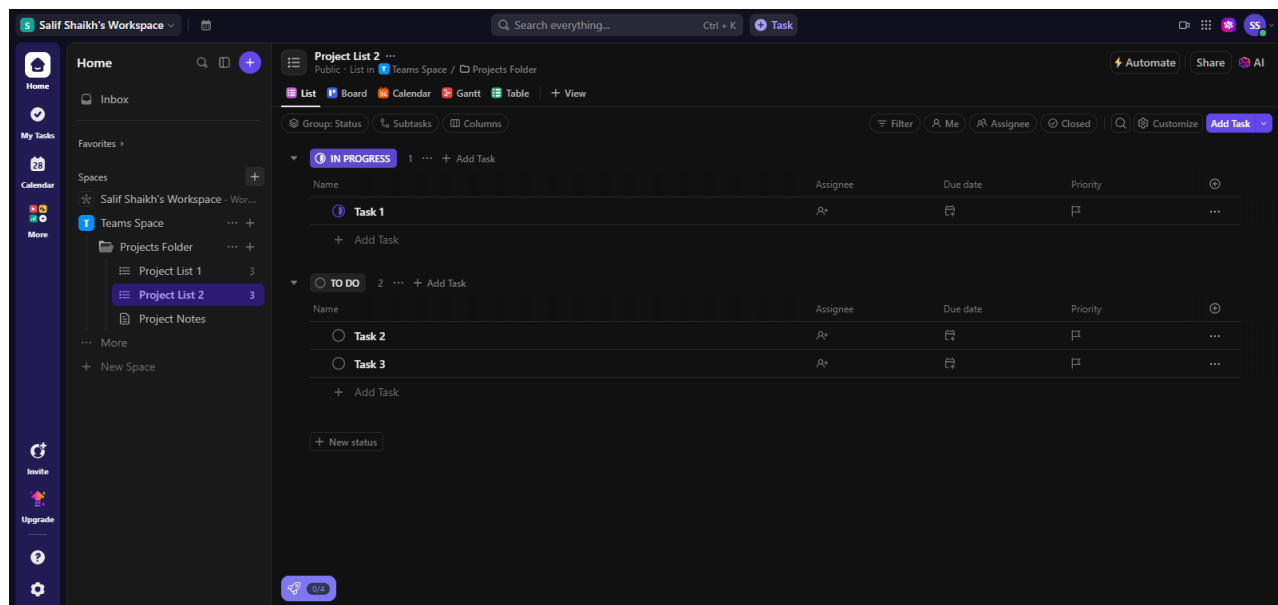 S Salif Shaikh's Workspace
Search everything... Ctrl + K
Task
SS
Home
My Tasks
28
Calendar
More
Invite
Upgrade
Home
Inbox
Favorites
Spaces
Salif Shaikh's Workspace - Wor...
T Teams Space
Projects Folder
Project List 1 3
Project List 2 3
Project Notes
More
+ New Space
Project List 2 ...
Public · List in T Teams Space / Projects Folder
Automate Share AI
List Board 31 Calendar Gantt Table + View
Group: Status Subtasks Columns
Filter Me Assignee Closed Customize Add Task
IN PROGRESS 1 ... + Add Task
Name Assignee Due date Priority
Task 1
+ Add Task
TO DO 2 ... + Add Task
Name Assignee Due date Priority
Task 2
Task 3
+ Add Task
+ New status
0/4